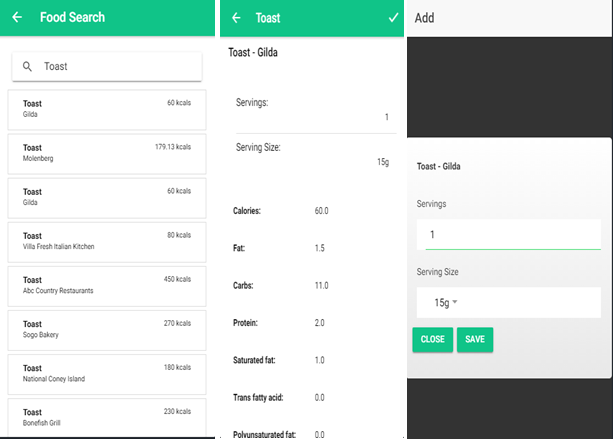 Food Search
Toast
Toast
60 kcals
Gilda
Toast
179.13 kcals
Molenberg
Toast
60 kcals
Gilda
Toast
80 kcals
Villa Fresh Italian Kitchen
Toast
450 kcals
Abc Country Restaurants
Toast
270 kcals
Sogo Bakery
Toast
180 kcals
National Coney Island
Toast
230 kcals
Bonefish Grill
Toast
Toast - Gilda
Servings:
1
Serving Size:
15g
Calories: 60.0
Fat: 1.5
Carbs: 11.0
Protein: 2.0
Saturated fat: 1.0
Trans fatty acid: 0.0
Polyunsaturated fat: 0.0
Add
Toast - Gilda
Servings
1
Serving Size
15g
CLOSE SAVE